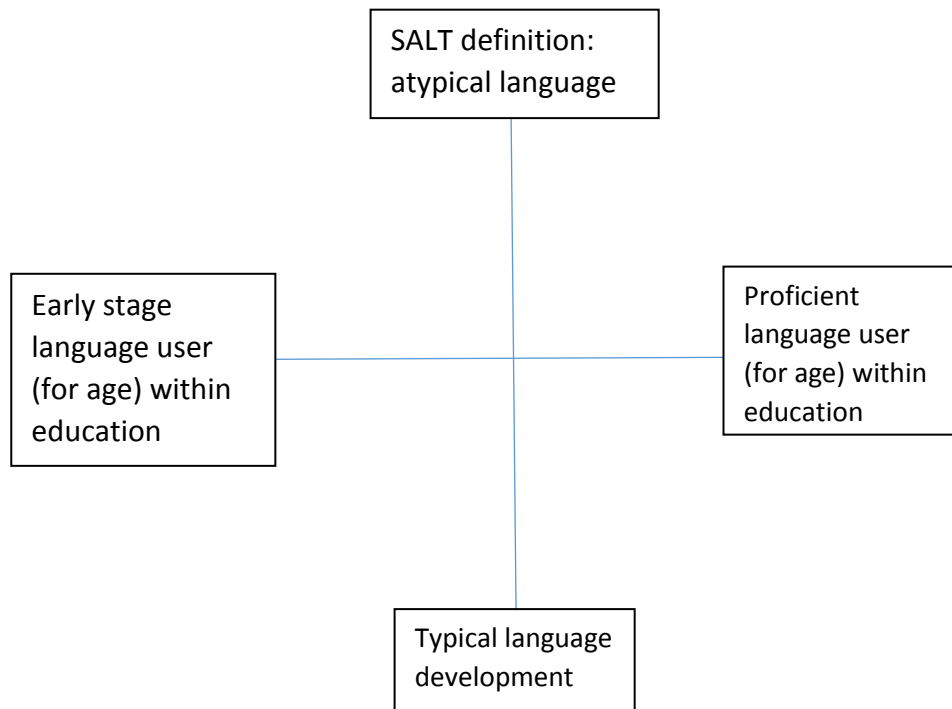 SALT definition:
atypical language
Early stage
language user
(for age) within
education
Proficient
language user
(for age) within
education
Typical language
development